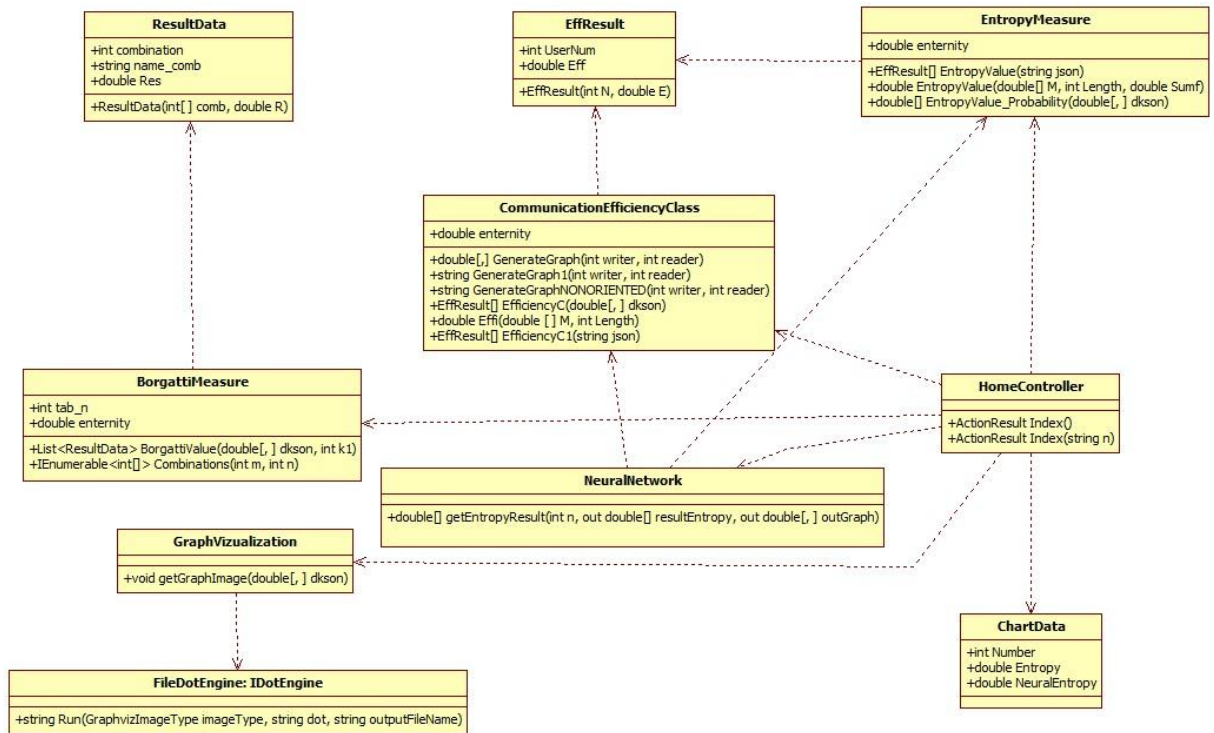 ResultData
+int combination
+string name_comb
+double Res
+ResultData(int[ ] comb, double R)
EffResult
+int UserNum
+double Eff
+EffResult(int N, double E)
EntropyMeasure
+double enternity
+EffResult[] EntropyValue(string json)
+double EntropyValue(double[] M, int Length, double Sumf)
+double[] EntropyValue_Probability(double[, ] dkson)
CommunicationEfficiencyClass
+double enternity
+double[,] GenerateGraph(int writer, int reader)
+string GenerateGraph1(int writer, int reader)
+string GenerateGraphNONORIENTED(int writer, int reader)
+EffResult[] EfficiencyC(double[, ] dkson)
+double Effi(double [ ] M, int Length)
+EffResult[] EfficiencyC1(string json)
BorgattiMeasure
+int tab_n
+double enternity
+List<ResultData> BorgattiValue(double[, ] dkson, int k1)
+IEnumerable<int[]> Combinations(int m, int n)
HomeController
+ActionResult Index()
+ActionResult Index(string n)
NeuralNetwork
+double[] getEntropyResult(int n, out double[] resultEntropy, out double[, ] outGraph)
GraphVizualization
+void getGraphImage(double[, ] dkson)
ChartData
+int Number
+double Entropy
+double NeuralEntropy
FileDotEngine: IDotEngine
+string Run(GraphvizImageType imageType, string dot, string outputFileName)